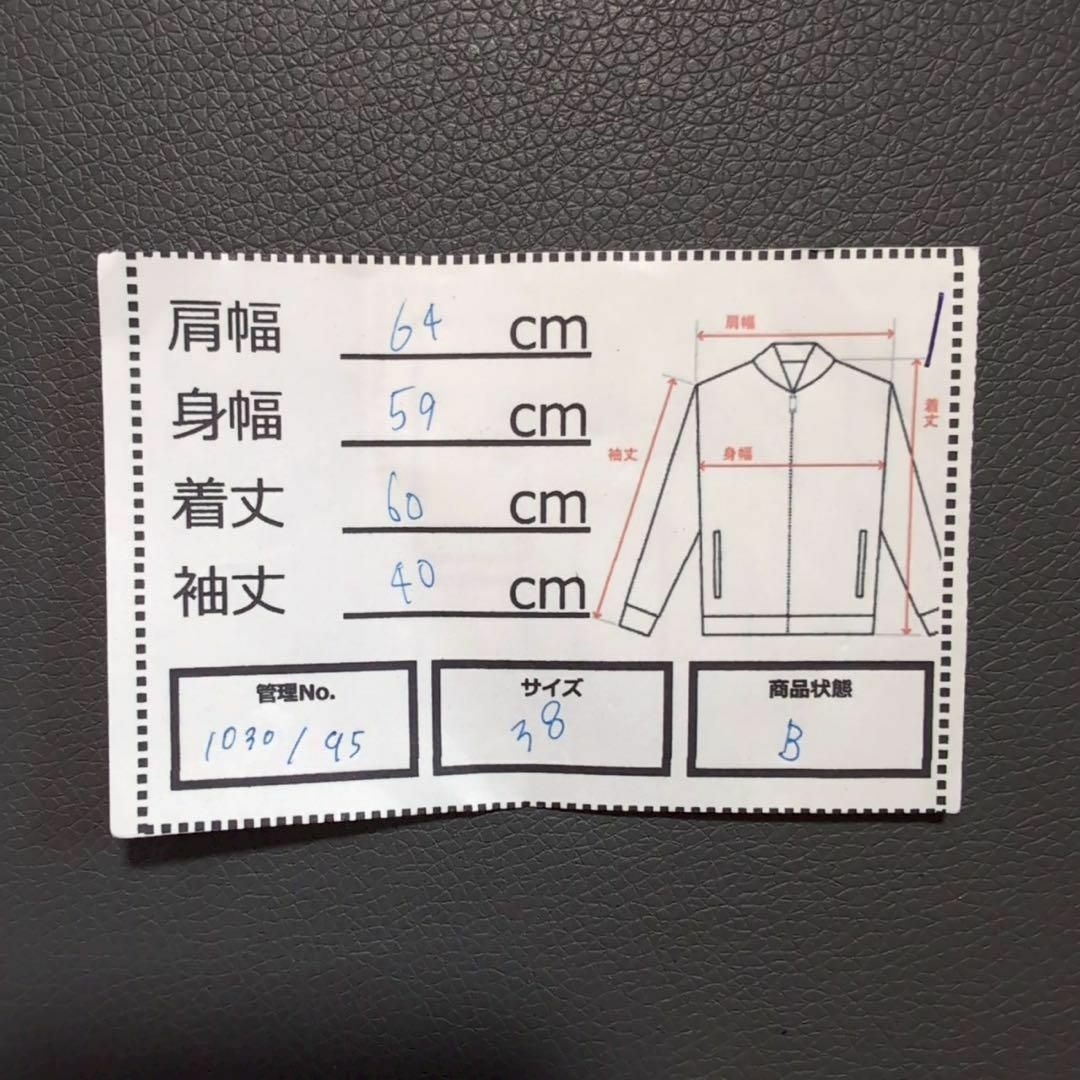 肩幅 64 cm
身幅 59 cm
着丈 60 cm
袖丈 40 cm
肩幅
着丈
袖丈
身幅
管理No.
1030/95
サイズ
38
商品状態
B